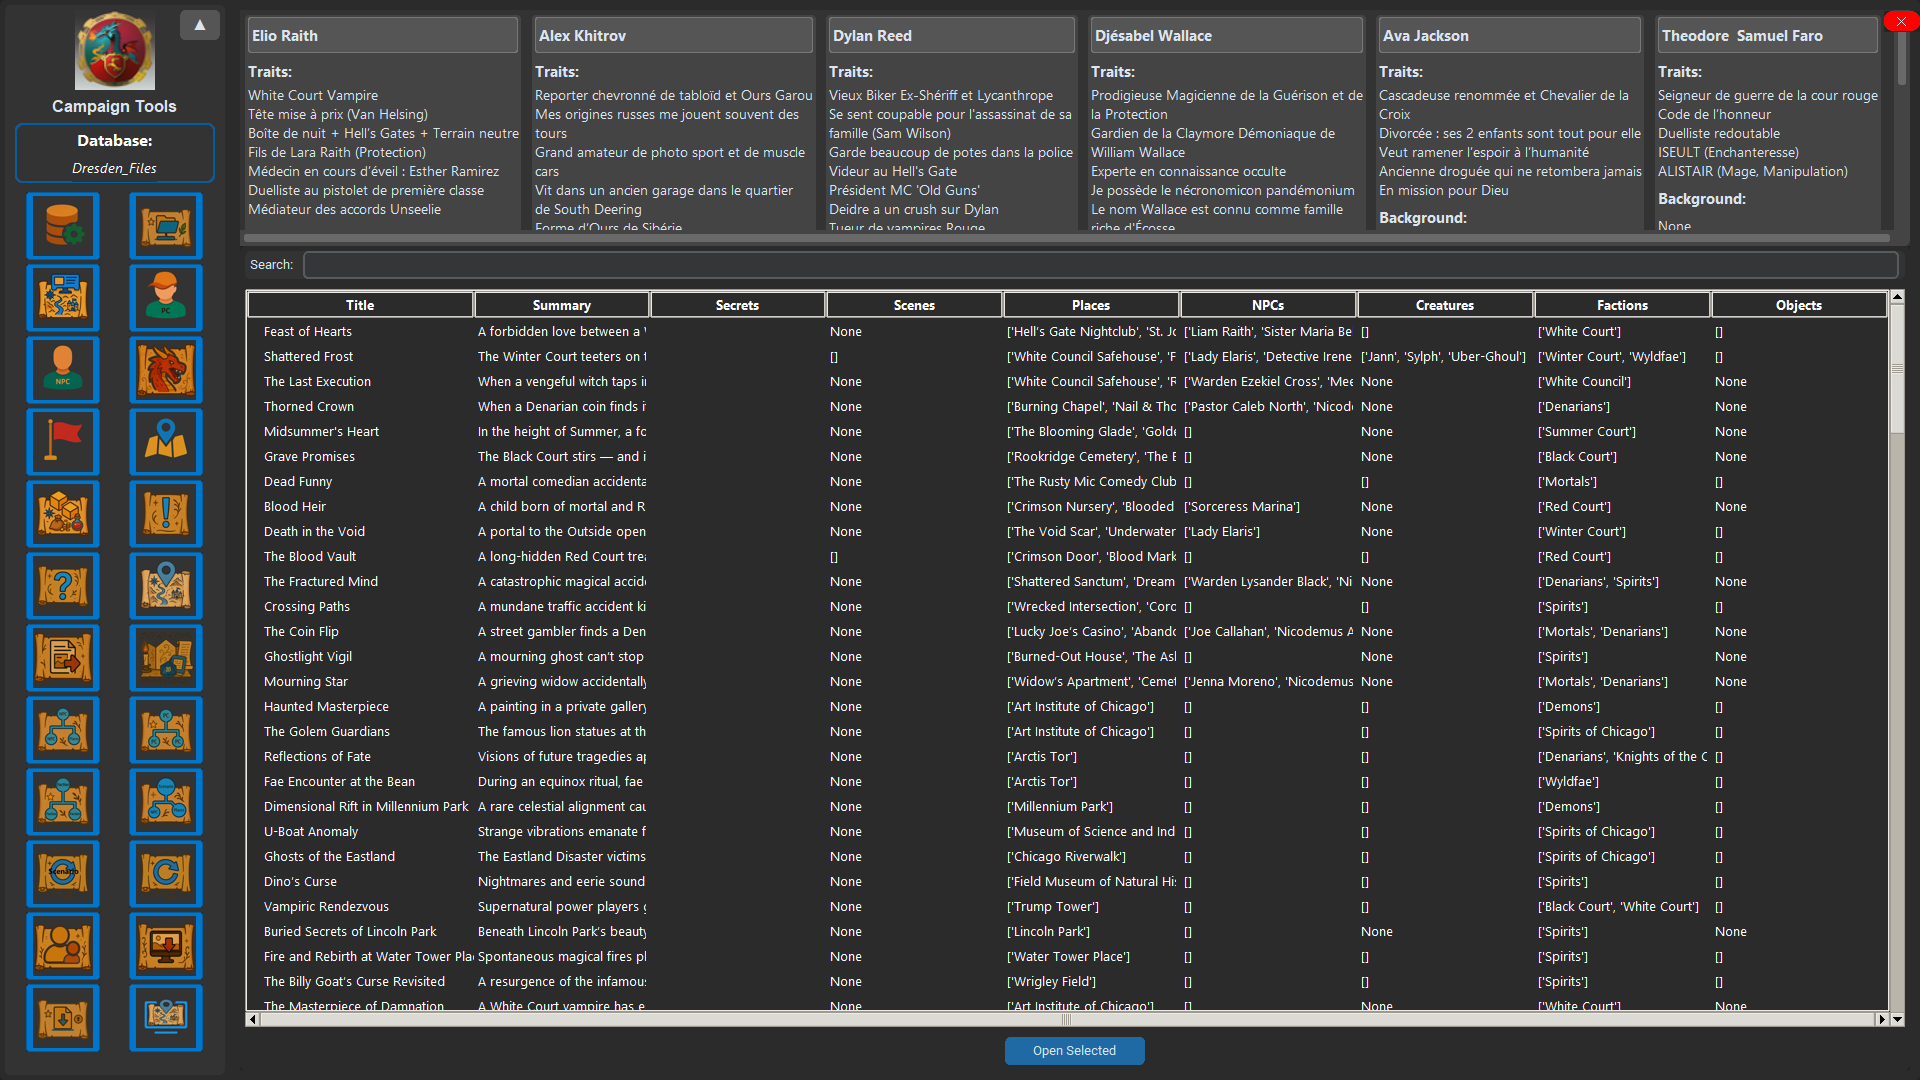 Campaign Tools
Database:
Dresden_Files
PC
NPC
Scenario
Elio Raith
Traits:
White Court Vampire
Tête mise à prix (Van Helsing)
Boîte de nuit + Hell's Gates + Terrain neutre
Fils de Lara Raith (Protection)
Médecin en cours d'éveil : Esther Ramirez
Duelliste au pistolet de première classe
Médiateur des accords Unseelie
Alex Khitrov
Traits:
Reporter chevronné de tabloïd et Ours Garou
Mes origines russes me jouent souvent des
tours
Grand amateur de photo sport et de muscle
cars
Vit dans un ancien garage dans le quartier
de South Deering
Forme d'Ours de Sibérie
Dylan Reed
Traits:
Vieux Biker Ex-Shériff et Lycanthrope
Se sent coupable pour l'assassinat de sa
famille (Sam Wilson)
Garde beaucoup de potes dans la police
Videur au Hell's Gate
Président MC 'Old Guns'
Deidre a un crush sur Dylan
Tueur de vampires Rouge
Djésabel Wallace
Traits:
Prodigieuse Magicienne de la Guérison et de
la Protection
Gardien de la Claymore Démoniaque de
William Wallace
Experte en connaissance occulte
Je possède le nécronomicon pandémonium
Le nom Wallace est connu comme famille
riche d'Écosse
Ava Jackson
Traits:
Cascadeuse renommée et Chevalier de la
Croix
Divorcée : ses 2 enfants sont tout pour elle
Veut ramener l'espoir à l'humanité
Ancienne droguée qui ne retombera jamais
En mission pour Dieu
Background:
Theodore  Samuel Faro
Traits:
Seigneur de guerre de la cour rouge
Code de l'honneur
Duelliste redoutable
ISEULT (Enchanteresse)
ALISTAIR (Mage, Manipulation)
Background:
None
Search:
Title Summary Secrets Scenes Places NPCs Creatures Factions Objects
Feast of Hearts A forbidden love between a None ['Hell's Gate Nightclub', 'St. Jo ['Liam Raith', 'Sister Maria Be [] ['White Court'] []
Shattered Frost The Winter Court teeters on t [] ['White Council Safehouse', 'F ['Lady Elaris', 'Detective Irene ['Jann', 'Sylph', 'Uber-Ghoul'] ['Winter Court', 'Wyldfae'] []
The Last Execution When a vengeful witch taps i None ['White Council Safehouse', 'R ['Warden Ezekiel Cross', 'Mee None ['White Council'] None
Thorned Crown When a Denarian coin finds i None ['Burning Chapel', 'Nail & Tho ['Pastor Caleb North', 'Nicod None ['Denarians'] None
Midsummer's Heart In the height of Summer, a fo None ['The Blooming Glade', 'Golde [] None ['Summer Court'] None
Grave Promises The Black Court stirs — and i None ['Rookridge Cemetery', 'The E [] None ['Black Court'] None
Dead Funny A mortal comedian accidenta None ['The Rusty Mic Comedy Club [] [] ['Mortals'] []
Blood Heir A child born of mortal and R None ['Crimson Nursery', 'Blooded ['Sorceress Marina'] None ['Red Court'] None
Death in the Void A portal to the Outside open None ['The Void Scar', 'Underwater ['Lady Elaris'] None ['Winter Court'] []
The Blood Vault A long-hidden Red Court trea [] ['Crimson Door', 'Blood Mark [] [] ['Red Court'] []
The Fractured Mind A catastrophic magical accid None ['Shattered Sanctum', 'Dream ['Warden Lysander Black', 'Ni None ['Denarians', 'Spirits'] None
Crossing Paths A mundane traffic accident ki None ['Wrecked Intersection', 'Coro [] [] ['Spirits'] []
The Coin Flip A street gambler finds a Den None ['Lucky Joe's Casino', 'Abando ['Joe Callahan', 'Nicodemus A None ['Mortals', 'Denarians'] None
Ghostlight Vigil A mourning ghost can't stop None ['Burned-Out House', 'The Asl [] None ['Spirits'] None
Mourning Star A grieving widow accidentally None ['Widow's Apartment', 'Cemet ['Jenna Moreno', 'Nicodemus None ['Mortals', 'Denarians'] None
Haunted Masterpiece A painting in a private gallery None ['Art Institute of Chicago'] [] [] ['Demons'] []
The Golem Guardians The famous lion statues at th None ['Art Institute of Chicago'] [] [] ['Spirits of Chicago'] []
Reflections of Fate Visions of future tragedies ap None ['Arctis Tor'] [] [] ['Denarians', 'Knights of the C []
Fae Encounter at the Bean During an equinox ritual, fae None ['Arctis Tor'] [] [] ['Wyldfae'] []
Dimensional Rift in Millennium Park A rare celestial alignment cau None ['Millennium Park'] [] [] ['Demons'] []
U-Boat Anomaly Strange vibrations emanate f None ['Museum of Science and Ind [] [] ['Spirits of Chicago'] []
Ghosts of the Eastland The Eastland Disaster victims None ['Chicago Riverwalk'] [] [] ['Spirits of Chicago'] []
Dino's Curse Nightmares and eerie sound None ['Field Museum of Natural His [] [] ['Spirits'] []
Vampiric Rendezvous Supernatural power players g None ['Trump Tower'] [] [] ['Black Court', 'White Court'] []
Buried Secrets of Lincoln Park Beneath Lincoln Park's beauty None ['Lincoln Park'] [] None ['Spirits'] None
Fire and Rebirth at Water Tower Pla Spontaneous magical fires pl None ['Water Tower Place'] [] [] ['Spirits'] []
The Billy Goat's Curse Revisited A resurgence of the infamou None ['Wrigley Field'] [] [] ['Spirits'] []
The Masterpiece of Damnation A White Court vampire has e None ['Art Institute of Chicago'] [] None ['White Court'] None
Open Selected